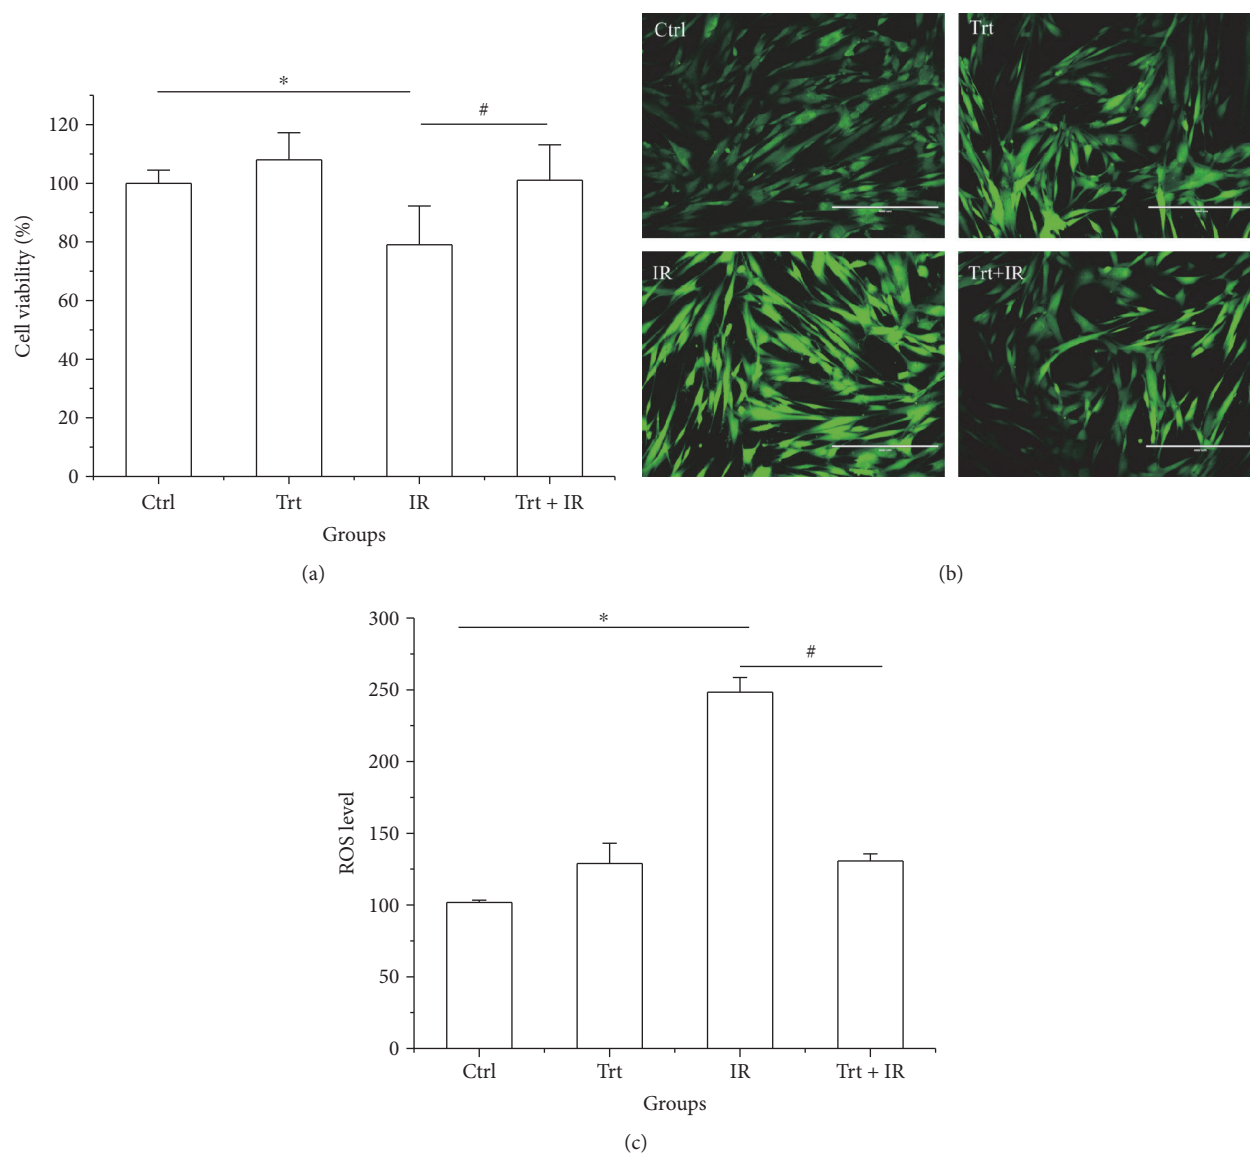 *
#
120
100
80
60
40
20
0
Cell viability (%)
Ctrl
Trt
IR
Trt + IR
Groups
(a)
Ctrl
Trt
IR
Trt+IR
(b)
*
#
300
250
200
150
100
50
0
ROS level
Ctrl
Trt
IR
Trt + IR
Groups
(c)